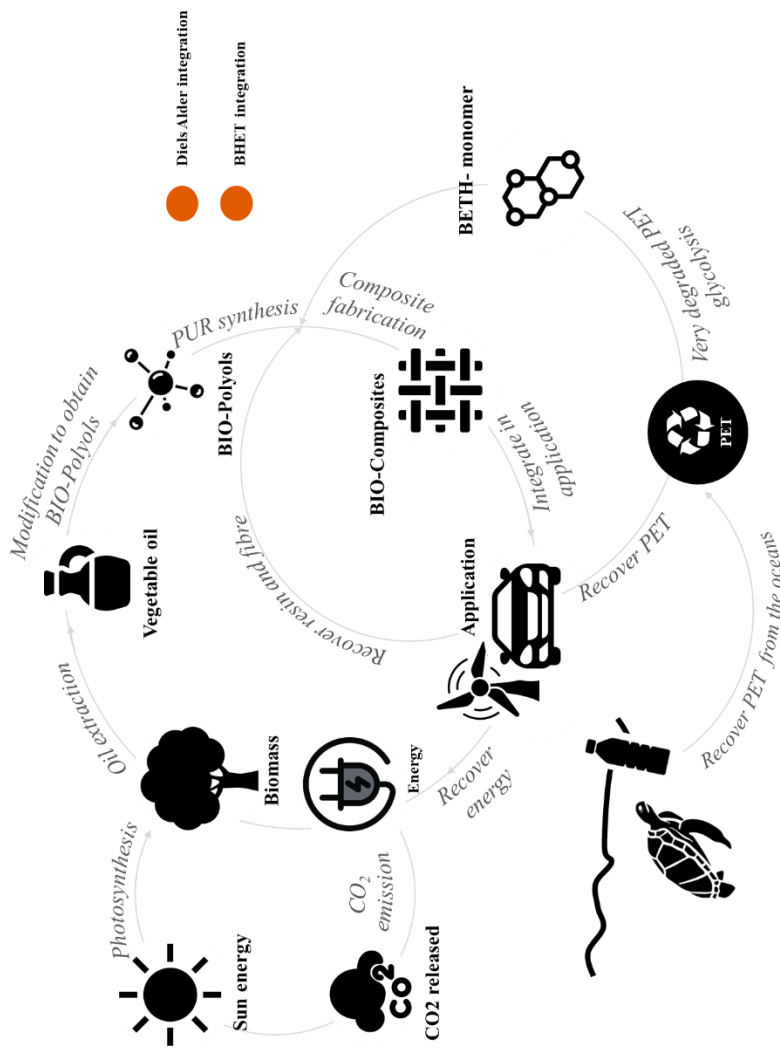 Photosynthesis
Oil extraction
Modification to obtain
BIO-Polyols
Sun energy
Biomass
Vegetable oil
BIO-Polyols
PUR synthesis
Diels Alder integration
BHET integration
CO₂
emission
CO2
CO2 released
Energy
Recover resin and fibre
Composite
fabrication
BIO-Composites
Recover
energy
Application
Integrate in
application
BETH- monomer
Recover PET
PET
Very degraded PET
glycolysis
Recover PET from the oceans